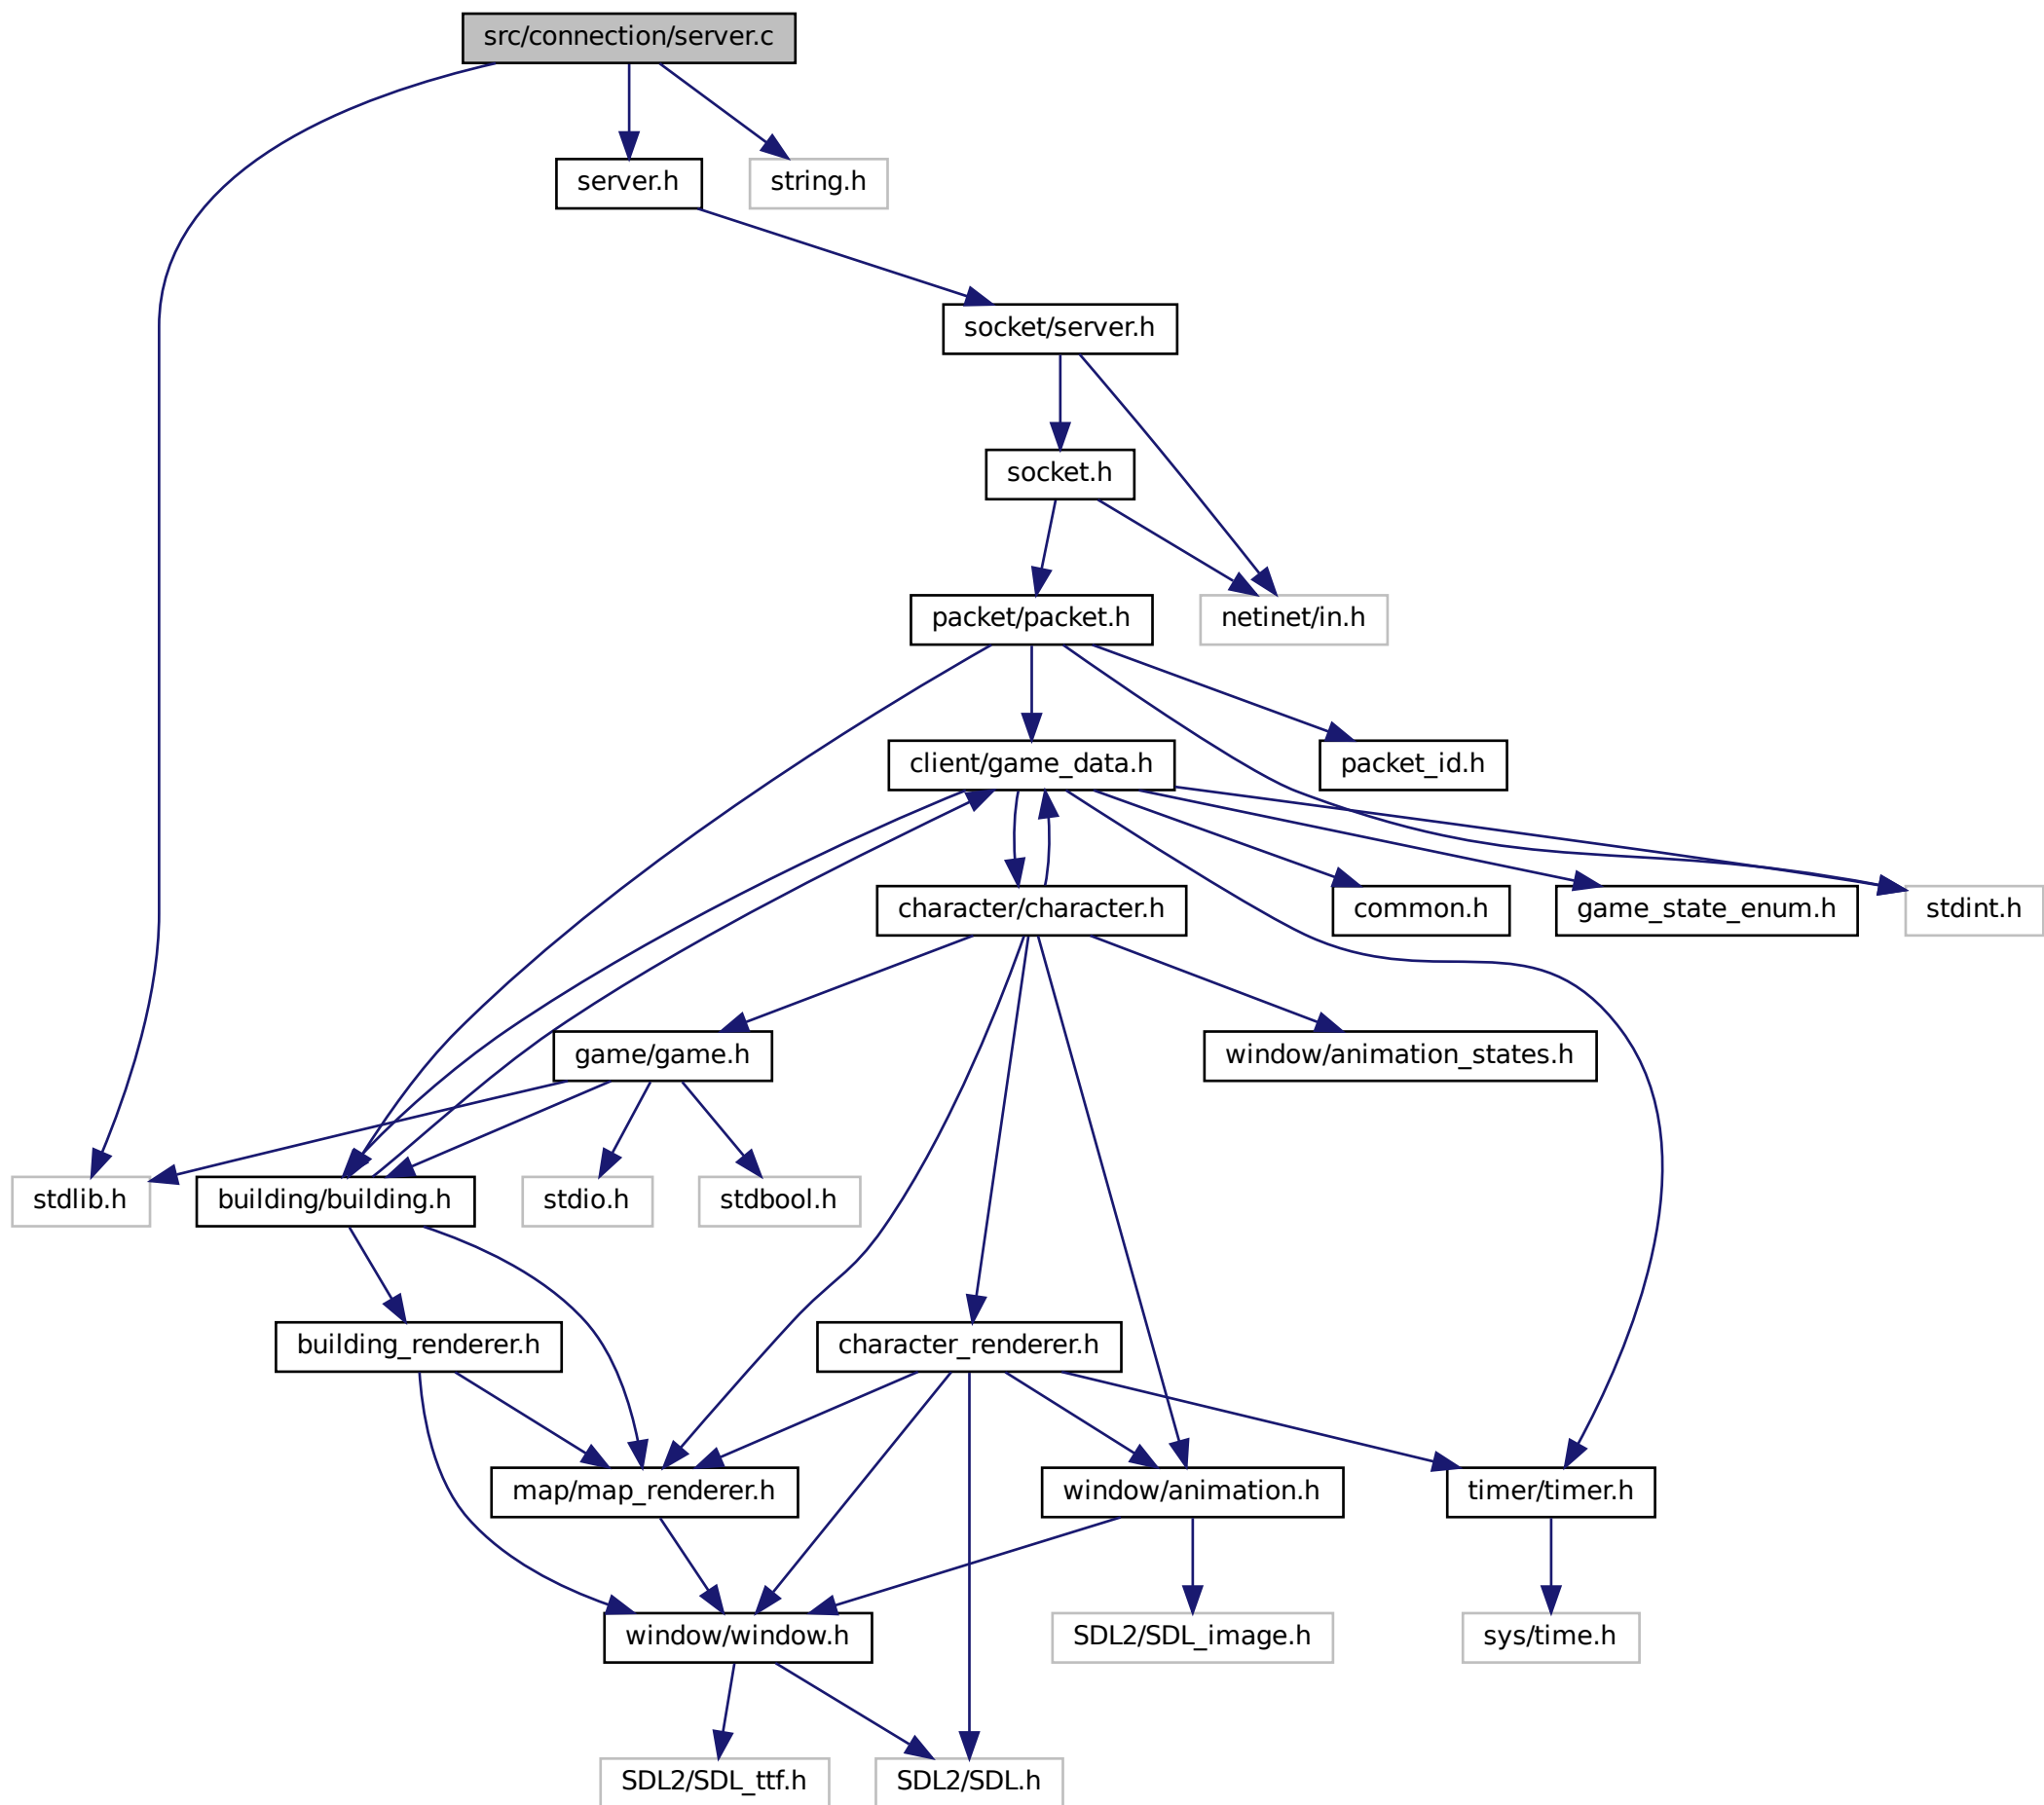 src/connection/server.c
server.h
string.h
socket/server.h
socket.h
packet/packet.h
netinet/in.h
client/game_data.h
packet_id.h
character/character.h
common.h
game_state_enum.h
stdint.h
game/game.h
window/animation_states.h
stdlib.h
building/building.h
stdio.h
stdbool.h
building_renderer.h
character_renderer.h
map/map_renderer.h
window/animation.h
timer/timer.h
window/window.h
SDL2/SDL_image.h
sys/time.h
SDL2/SDL_ttf.h
SDL2/SDL.h